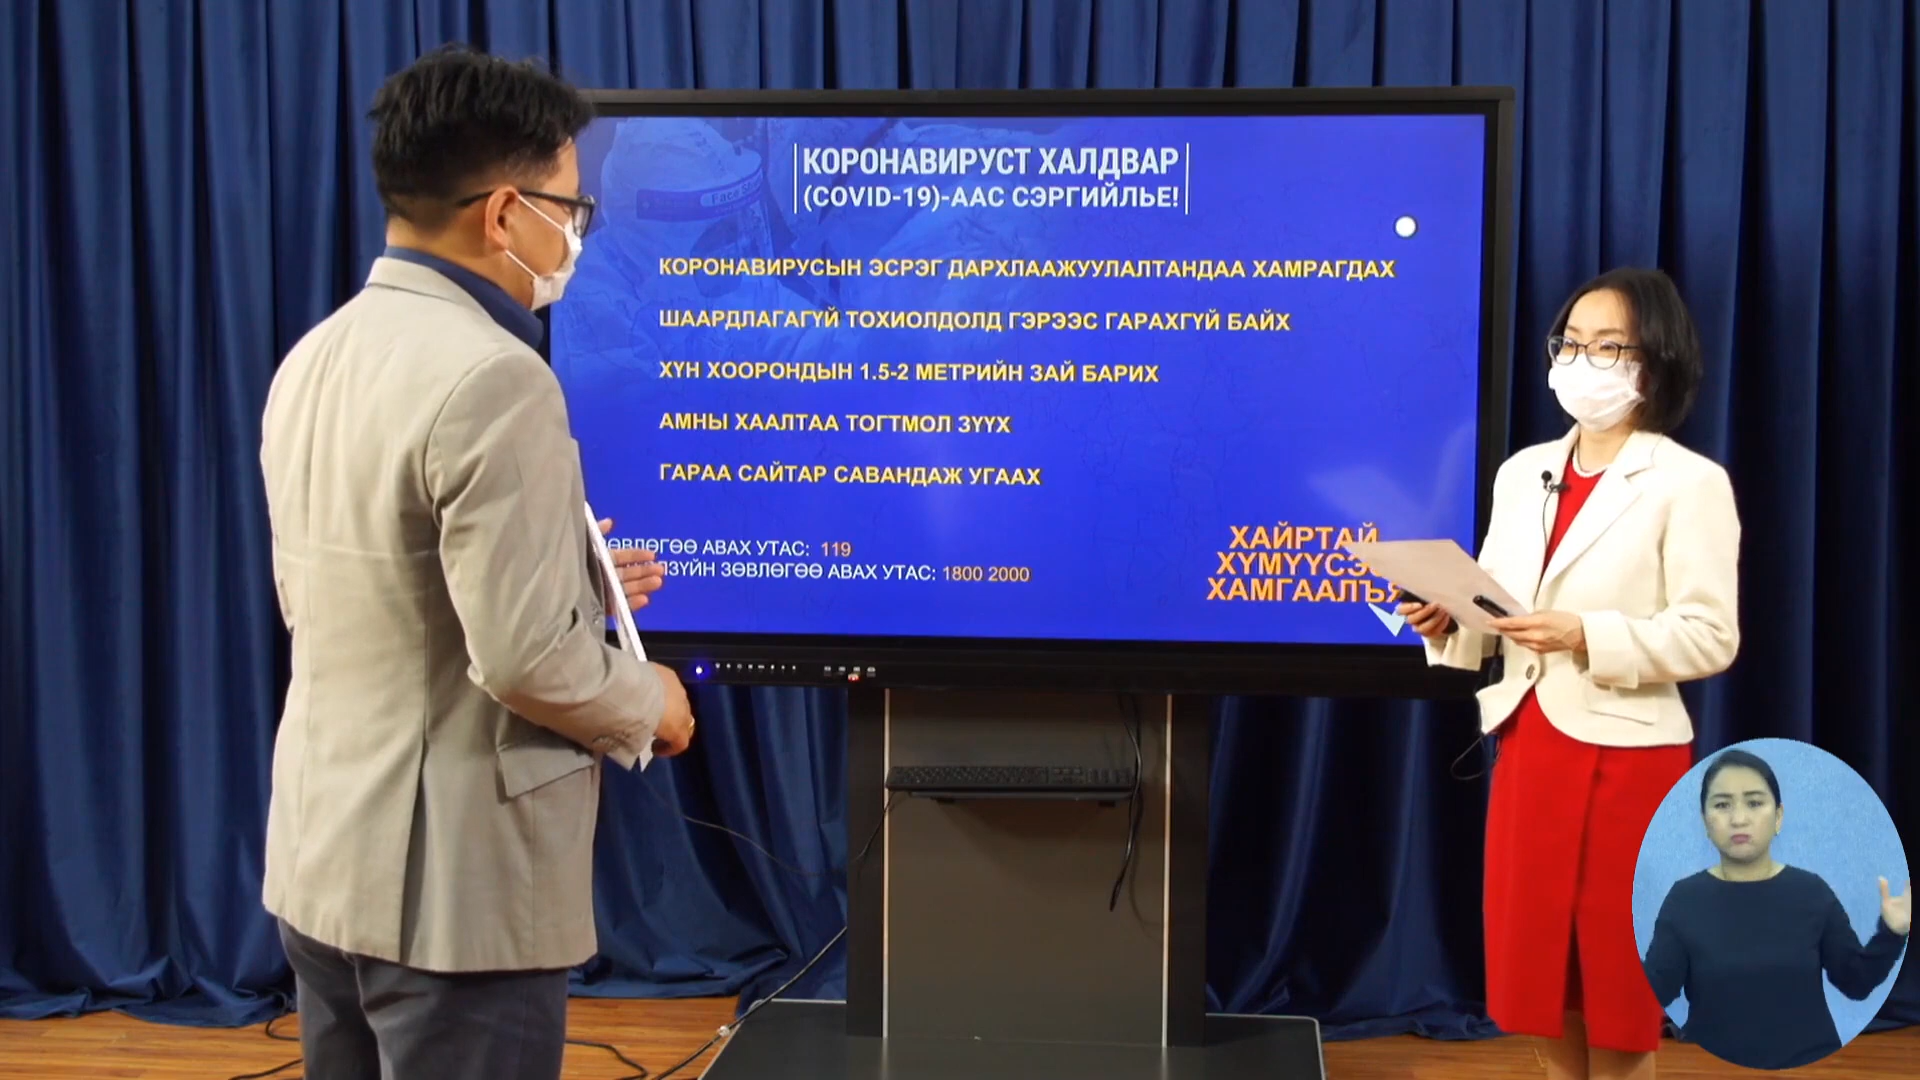 КОРОНАВИРУСТ ХАЛДВАР
(COVID-19)-ААС СЭРГИЙЛЬЕ!
Face
КОРОНАВИРУСЫН ЭСРЭГ ДАРХЛААЖУУЛАЛТАНДАА ХАМРАГДАХ
ШААРДЛАГАГҮЙ ТОХИОЛДОЛД ГЭРЭЭС ГАРАХГҮЙ БАЙХ
ХҮН ХООРОНДЫН 1.5-2 МЕТРИЙН ЗАЙ БАРИХ
АМНЫ ХААЛТАА ТОГТМОЛ ЗҮҮХ
ГАРАА САЙТАР САВАНДАЖ УГААХ
АВАХ УТАС: 119
ЗӨВЛӨГӨӨ АВАХ УТАС: 1800 2000
ХАЙРТАЙ
ХАМГААЛЪЯ